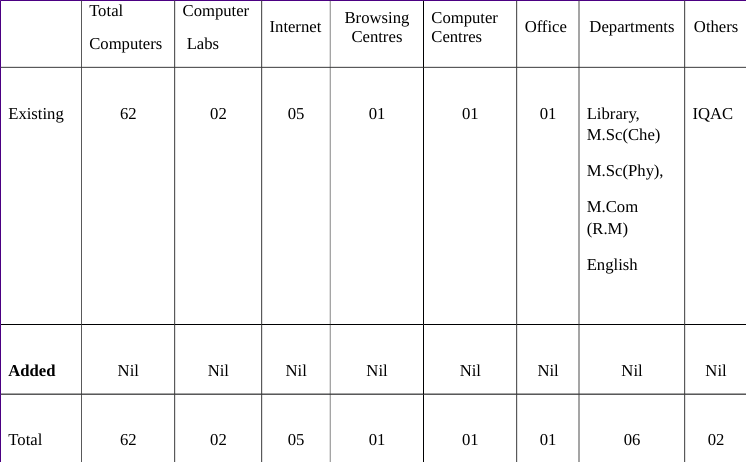 Total Computers Computer Labs Internet Browsing Centres Computer Centres Office Departments Others
Existing 62 02 05 01 01 01 Library, IQAC
M.Sc(Che)
M.Sc(Phy),
M.Com
(R.M)
English
Added Nil Nil Nil Nil Nil Nil Nil Nil
Total 62 02 05 01 01 01 06 02